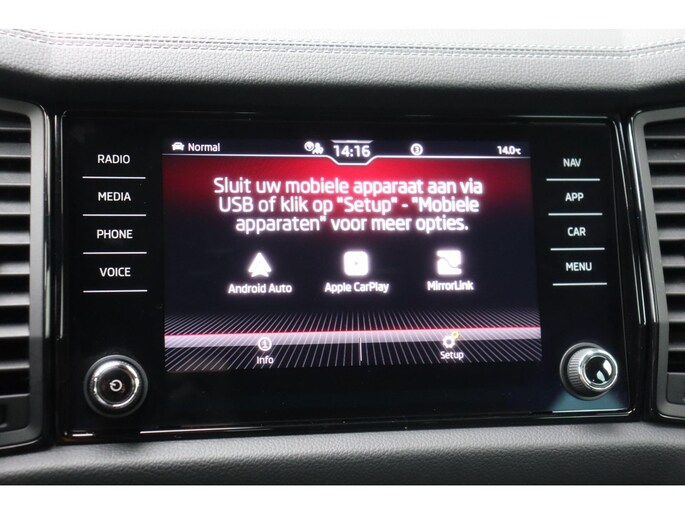 RADIO
MEDIA
PHONE
VOICE
Normal
14:16
14.0°C
Sluit uw mobiele apparaat aan via
USB of klik op "Setup" - "Mobiele
apparaten" voor meer opties.
Android Auto
Apple CarPlay
MirrorLink
Info
Setup
NAV
APP
CAR
MENU